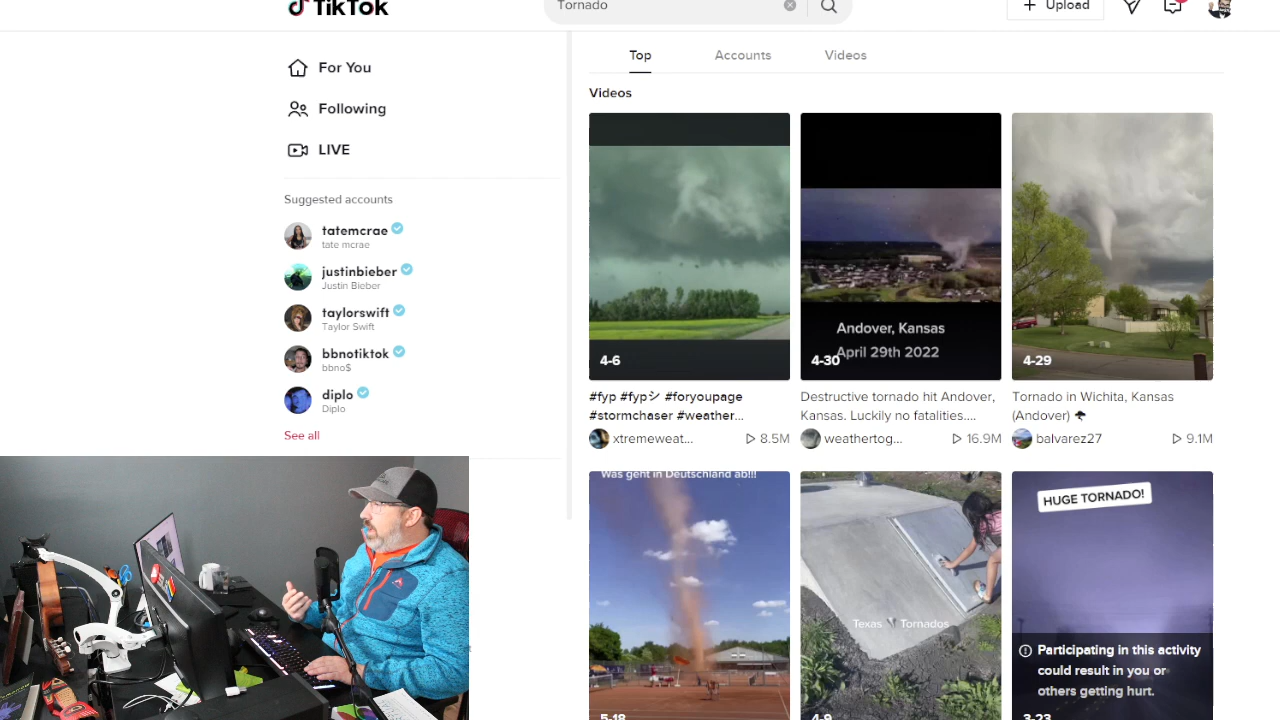 TikTok
Tornado
Upload
For You
Following
LIVE
Suggested accounts
tatemcrae
tate mcrae
justinbieber
Justin Bieber
taylorswift
Taylor Swift
bbnotiktok
bbno$
diplo
Diplo
See all
Top
Accounts
Videos
Videos
4-6
#fyp #fypシ #foryoupage
#stormchaser #weather...
xtremeweat...
8.5M
Andover, Kansas
April 29th 2022
4-30
Destructive tornado hit Andover,
Kansas. Luckily no fatalities....
weathertog...
16.9M
4-29
Tornado in Wichita, Kansas
(Andover)
balvarez27
9.1M
Was geht in Deutschland ab!!!
5-18
Texas Tornados
4-9
HUGE TORNADO!
Participating in this activity
could result in you or
others getting hurt.
3-23